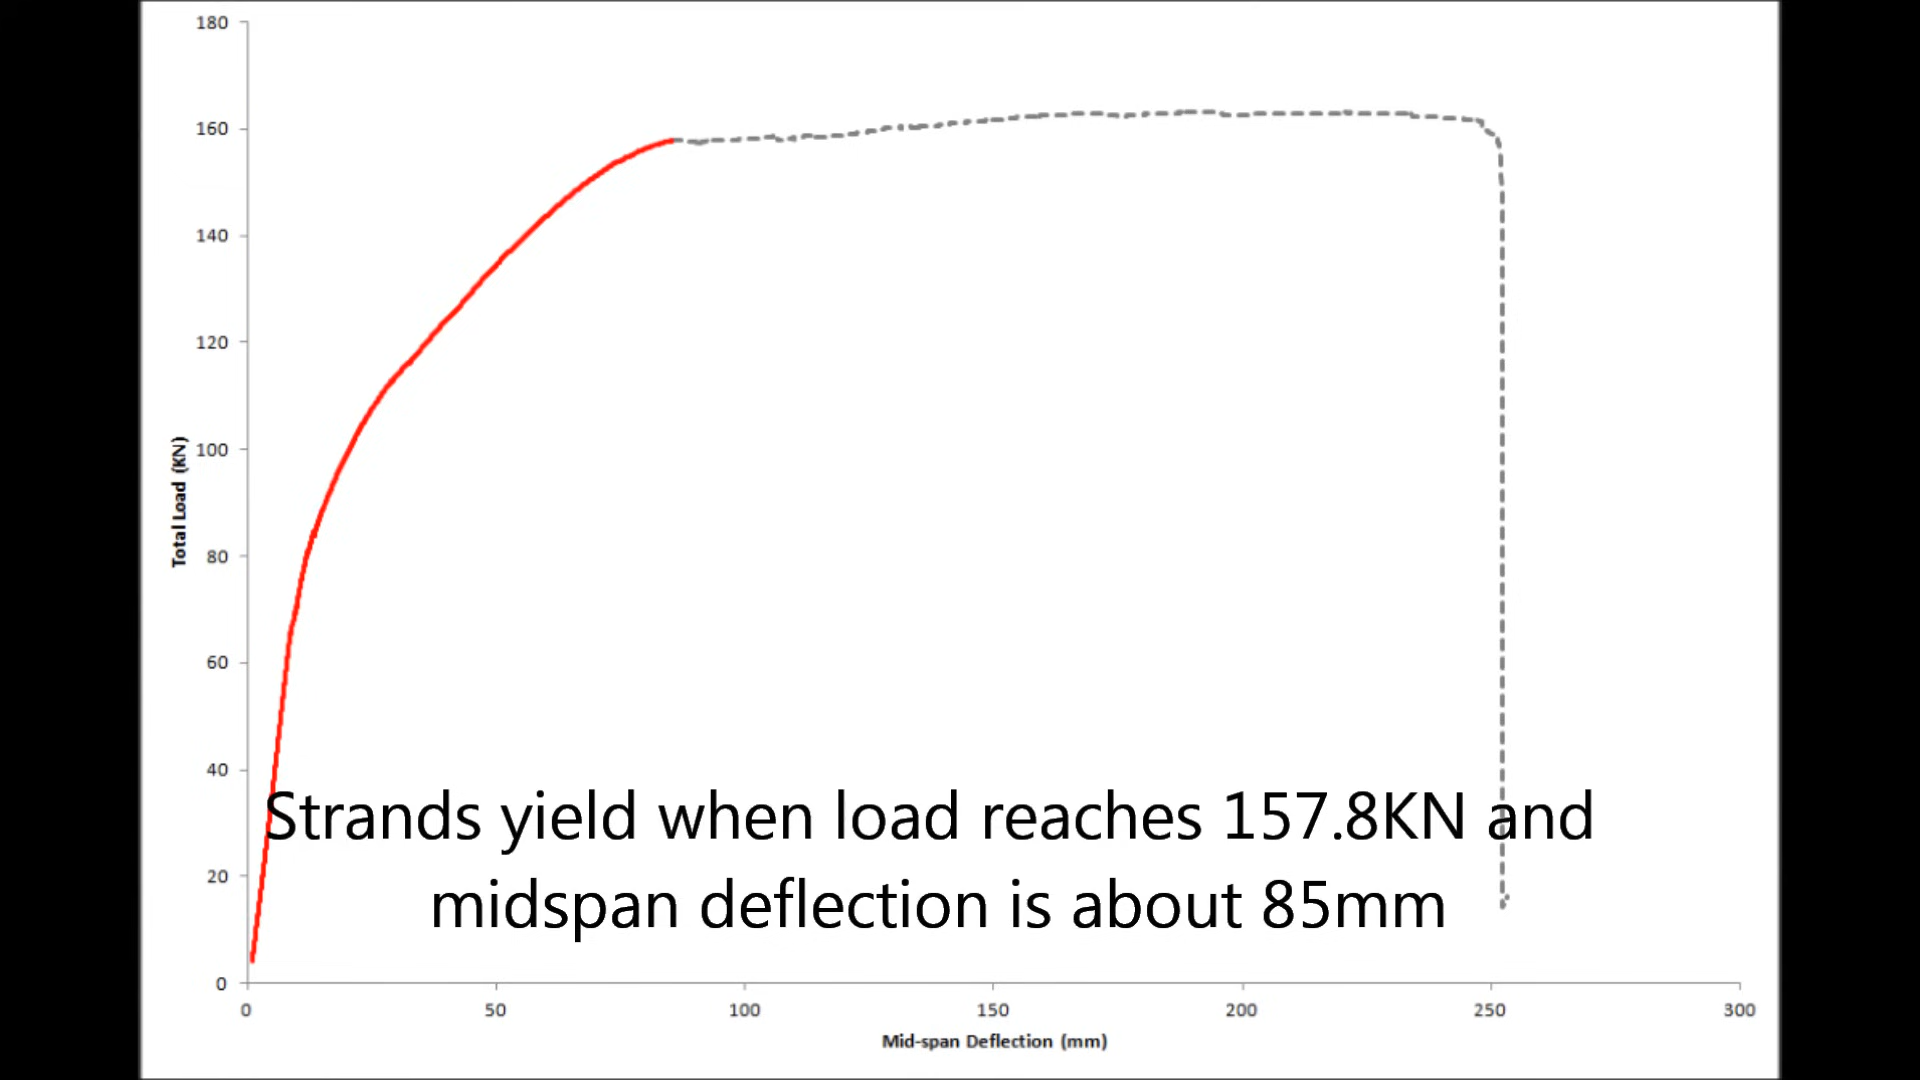 180
160
140
120
100
80
60
40
20
0
Total Load (KN)
Strands yield when load reaches 157.8KN and
midspan deflection is about 85mm
0 50 100 150 200 250 300
Mid-span Deflection (mm)